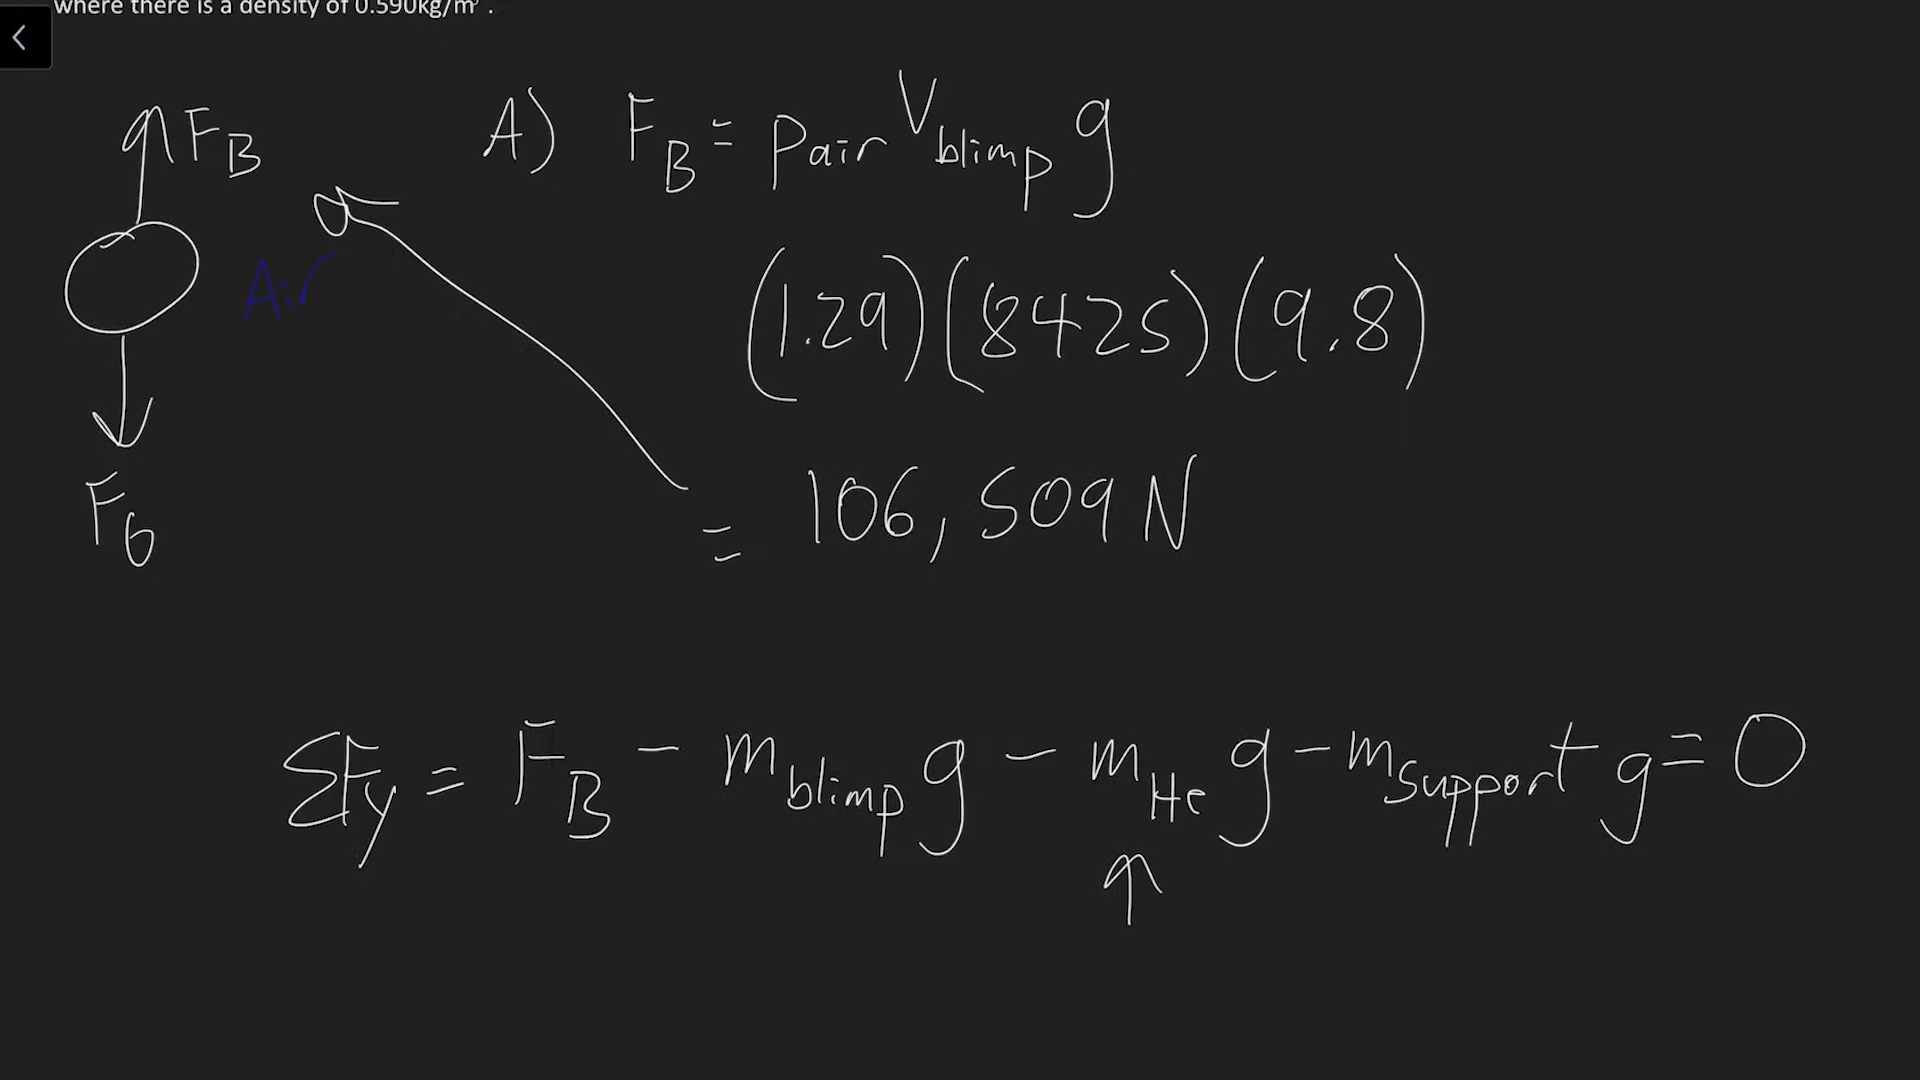 where there is a density of 0.590kg/m³ .
F_B
A) F_B = ρ_air V_blimp g
Air
(1.29)(8425)(9.8)
F_G
= 106,509 N
ΣF_y = F_B - m_blimp g - m_He g - m_support g = 0